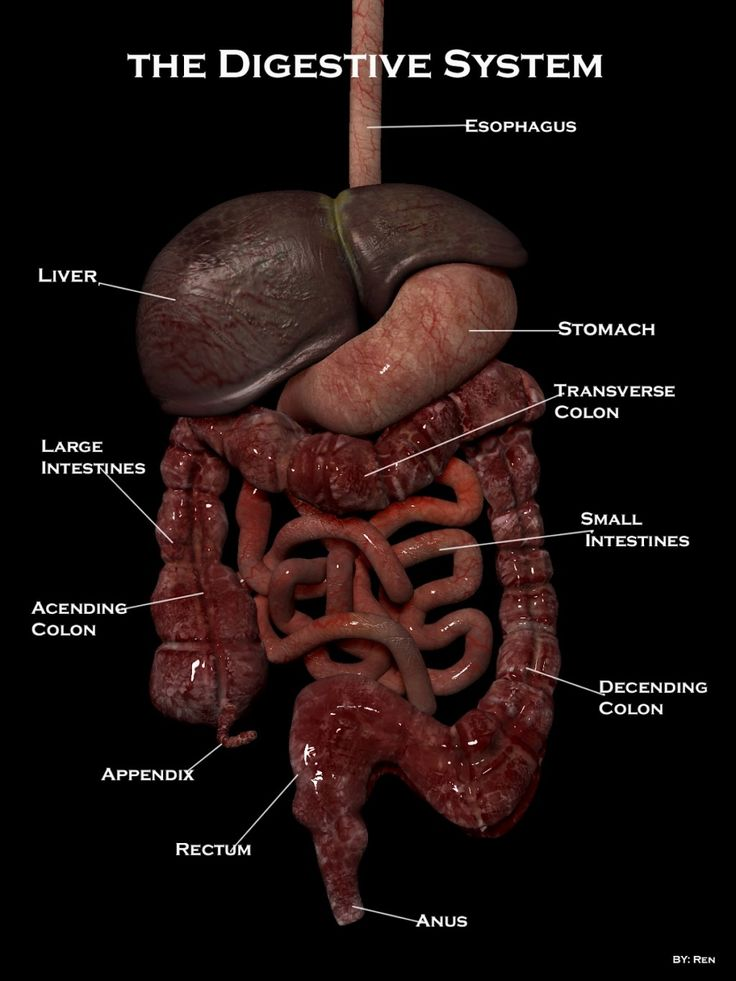 THE DIGESTIVE SYSTEM
ESOPHAGUS
LIVER
STOMACH
TRANSVERSE
COLON
LARGE
INTESTINES
SMALL
INTESTINES
ACENDING
COLON
DECENDING
COLON
APPENDIX
RECTUM
ANUS
BY: REN